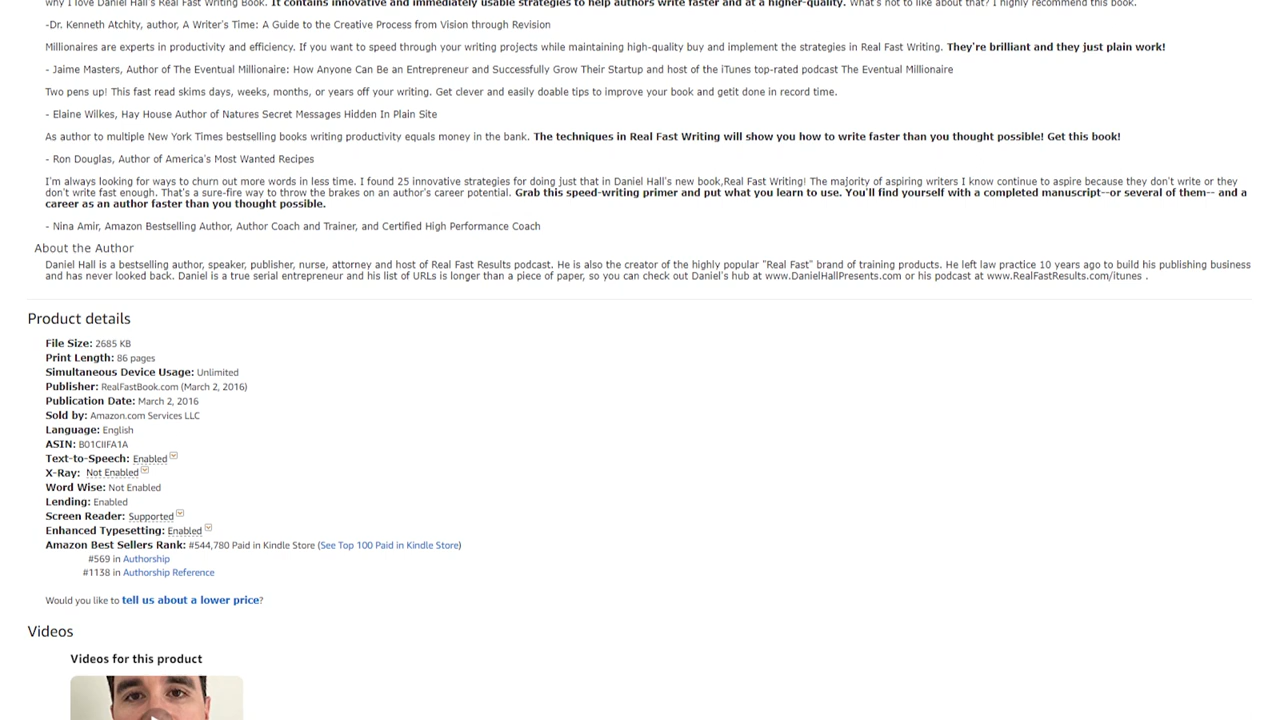 why I love Daniel Hall's Real Fast Writing Book. It contains innovative and immediately usable strategies to help authors write faster and at a higher-quality. What's not to like about that? I highly recommend this book.
-Dr. Kenneth Atchity, author, A Writer's Time: A Guide to the Creative Process from Vision through Revision
Millionaires are experts in productivity and efficiency. If you want to speed through your writing projects while maintaining high-quality buy and implement the strategies in Real Fast Writing. They're brilliant and they just plain work!
- Jaime Masters, Author of The Eventual Millionaire: How Anyone Can Be an Entrepreneur and Successfully Grow Their Startup and host of the iTunes top-rated podcast The Eventual Millionaire
Two pens up! This fast read skims days, weeks, months, or years off your writing. Get clever and easily doable tips to improve your book and getit done in record time.
- Elaine Wilkes, Hay House Author of Natures Secret Messages Hidden In Plain Site
As author to multiple New York Times bestselling books writing productivity equals money in the bank. The techniques in Real Fast Writing will show you how to write faster than you thought possible! Get this book!
- Ron Douglas, Author of America's Most Wanted Recipes
I'm always looking for ways to churn out more words in less time. I found 25 innovative strategies for doing just that in Daniel Hall's new book,Real Fast Writing! The majority of aspiring writers I know continue to aspire because they don't write or they
don't write fast enough. That's a sure-fire way to throw the brakes on an author's career potential. Grab this speed-writing primer and put what you learn to use. You'll find yourself with a completed manuscript--or several of them-- and a
career as an author faster than you thought possible.
- Nina Amir, Amazon Bestselling Author, Author Coach and Trainer, and Certified High Performance Coach
About the Author
Daniel Hall is a bestselling author, speaker, publisher, nurse, attorney and host of Real Fast Results podcast. He is also the creator of the highly popular "Real Fast" brand of training products. He left law practice 10 years ago to build his publishing business
and has never looked back. Daniel is a true serial entrepreneur and his list of URLs is longer than a piece of paper, so you can check out Daniel's hub at www.DanielHallPresents.com or his podcast at www.RealFastResults.com/itunes .
Product details
File Size: 2685 KB
Print Length: 86 pages
Simultaneous Device Usage: Unlimited
Publisher: RealFastBook.com (March 2, 2016)
Publication Date: March 2, 2016
Sold by: Amazon.com Services LLC
Language: English
ASIN: B01CIIFA1A
Text-to-Speech: Enabled
X-Ray: Not Enabled
Word Wise: Not Enabled
Lending: Enabled
Screen Reader: Supported
Enhanced Typesetting: Enabled
Amazon Best Sellers Rank: #544,780 Paid in Kindle Store (See Top 100 Paid in Kindle Store)
#569 in Authorship
#1138 in Authorship Reference
Would you like to tell us about a lower price?
Videos
Videos for this product